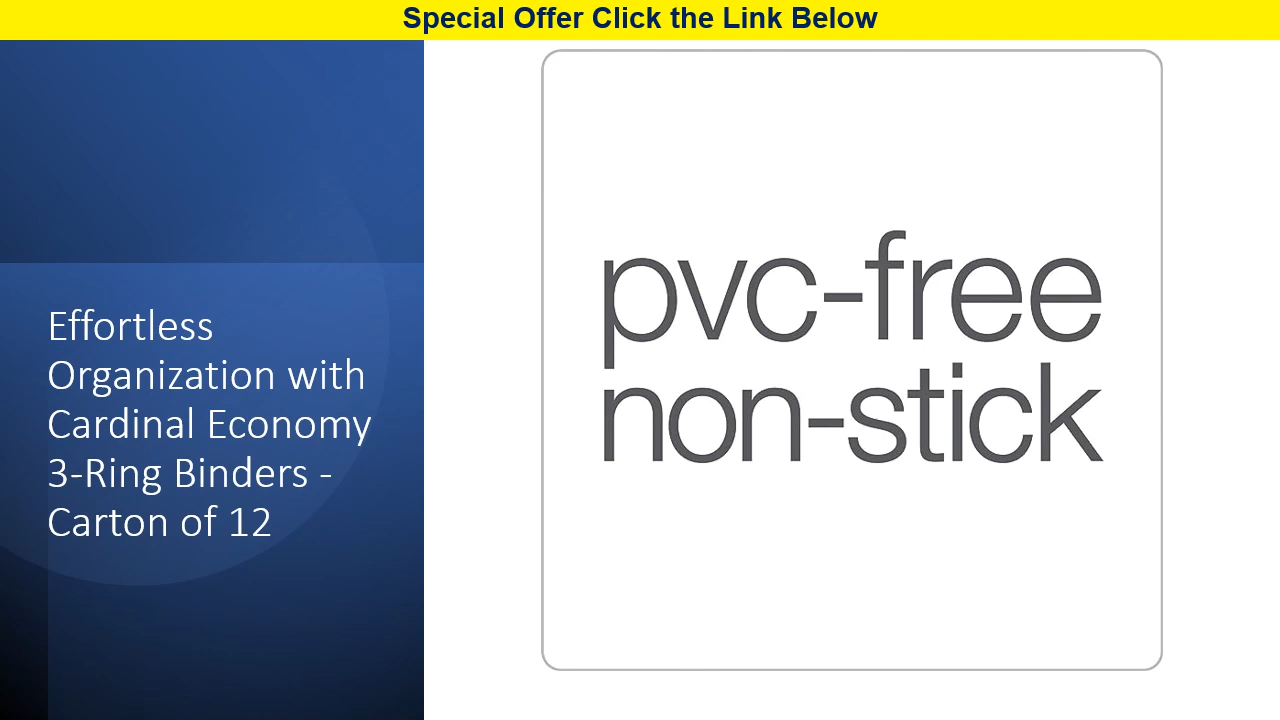 Special Offer Click the Link Below
Effortless
Organization with
Cardinal Economy
3-Ring Binders -
Carton of 12
pvc-free
non-stick